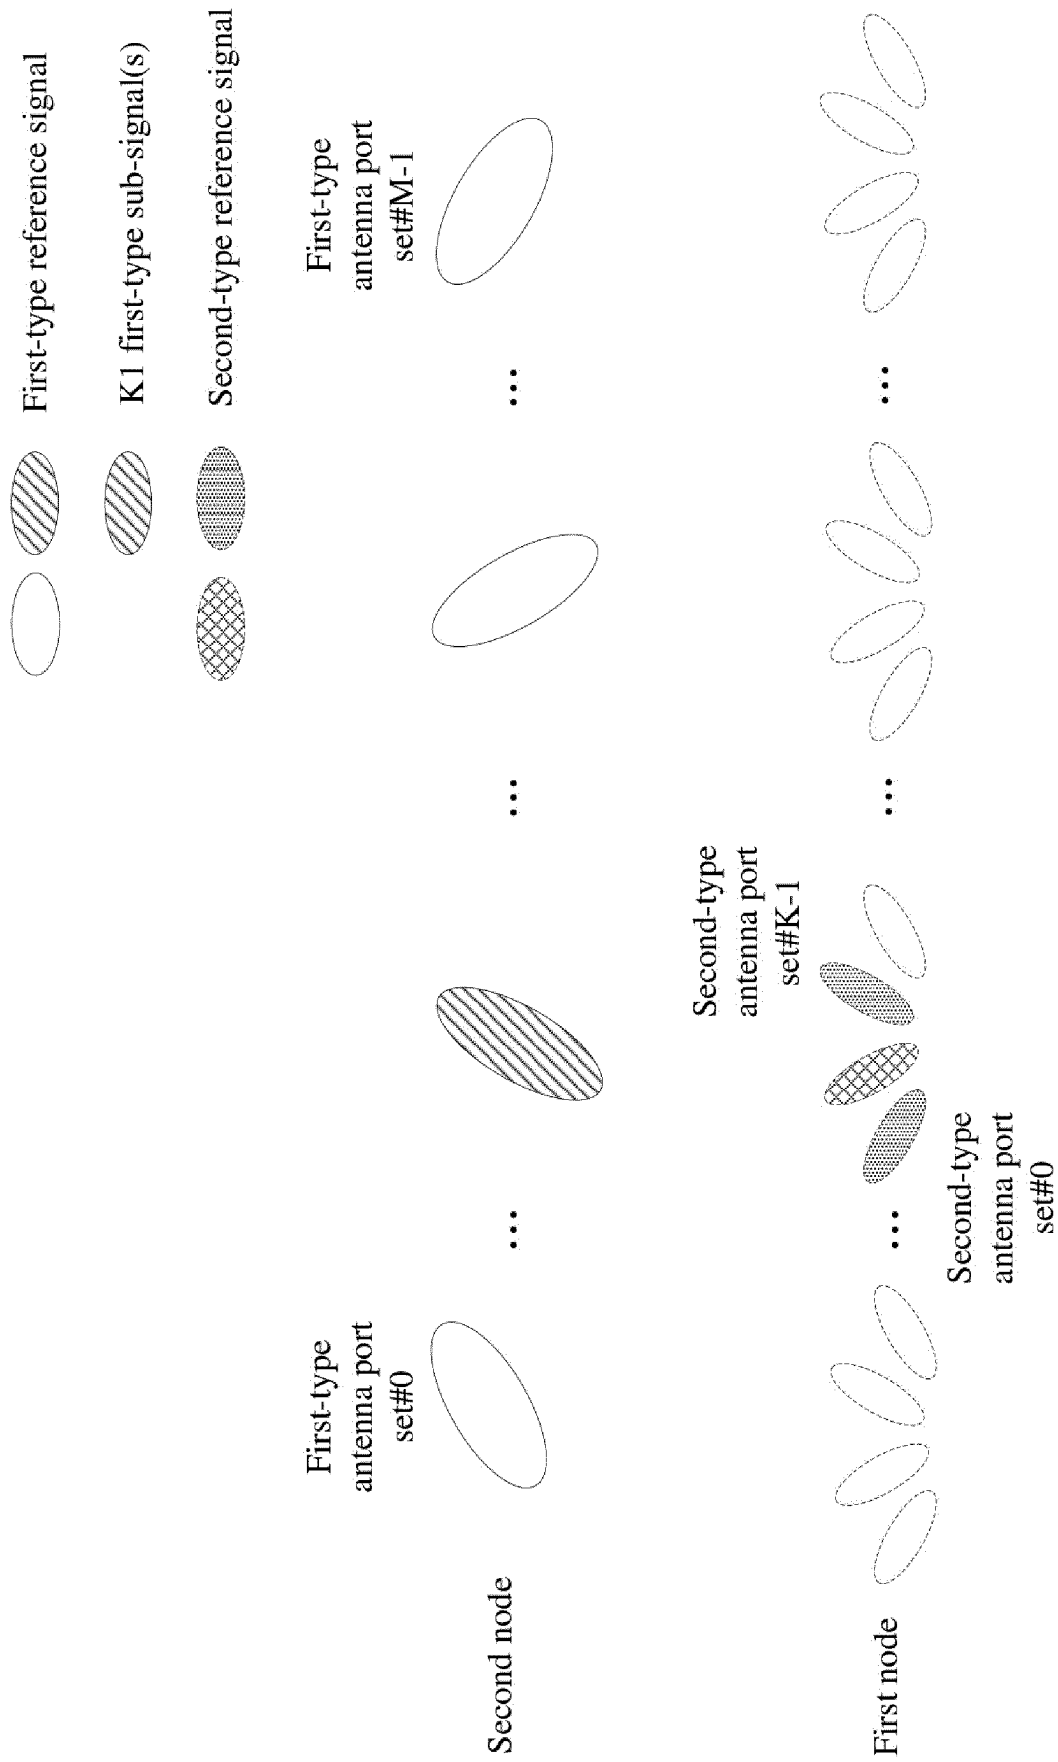 First-type reference signal
K1 first-type sub-signal(s)
Second-type reference signal
First-type
antenna port
set#0
First-type
antenna port
set#M-1
...
...
...
Second node
Second-type
antenna port
set#K-1
...
...
...
First node
Second-type
antenna port
set#0